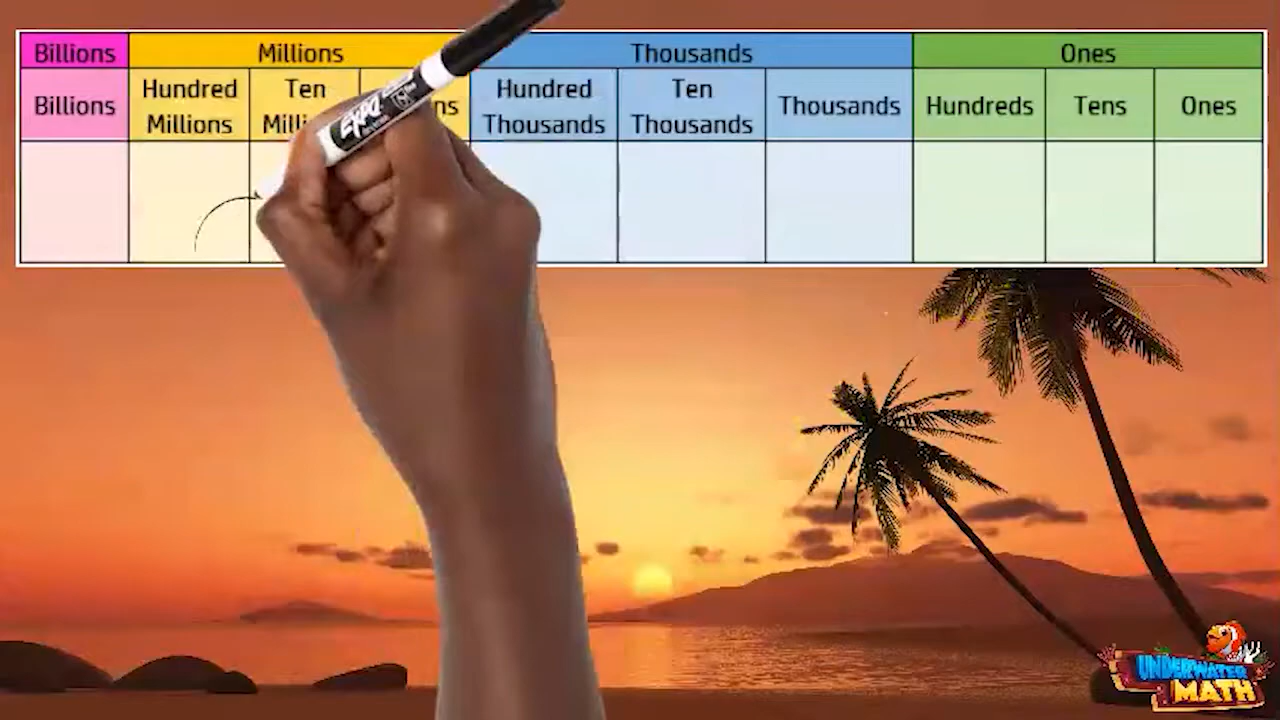 Billions Millions Thousands Ones
Billions Hundred Millions Ten Hundred Thousands Ten Thousands Thousands Hundreds Tens Ones
EXPO
UNDERWATER
MATH